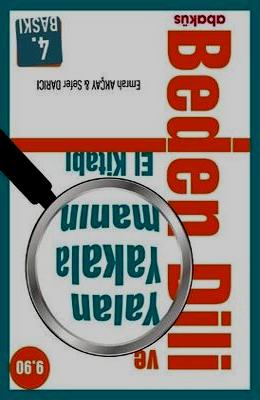 abaküs
4.
BASKI
Emrah AKÇAY & Sefer DARICI
Beden Dili
ve
Yalan
Yakala
manın
El Kitabı
9.90